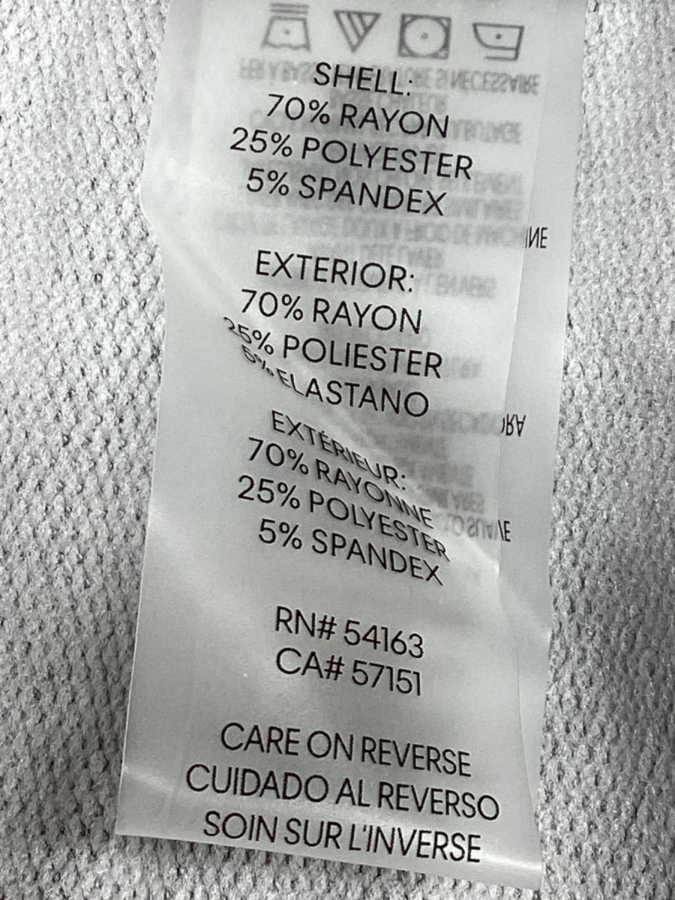 SHELL:
70% RAYON
25% POLYESTER
5% SPANDEX
EXTERIOR:
70% RAYON
25% POLIESTER
5% ELASTANO
EXTÉRIEUR:
70% RAYONNE
25% POLYESTER
5% SPANDEX
RN# 54163
CA# 57151
CARE ON REVERSE
CUIDADO AL REVERSO
SOIN SUR L'INVERSE